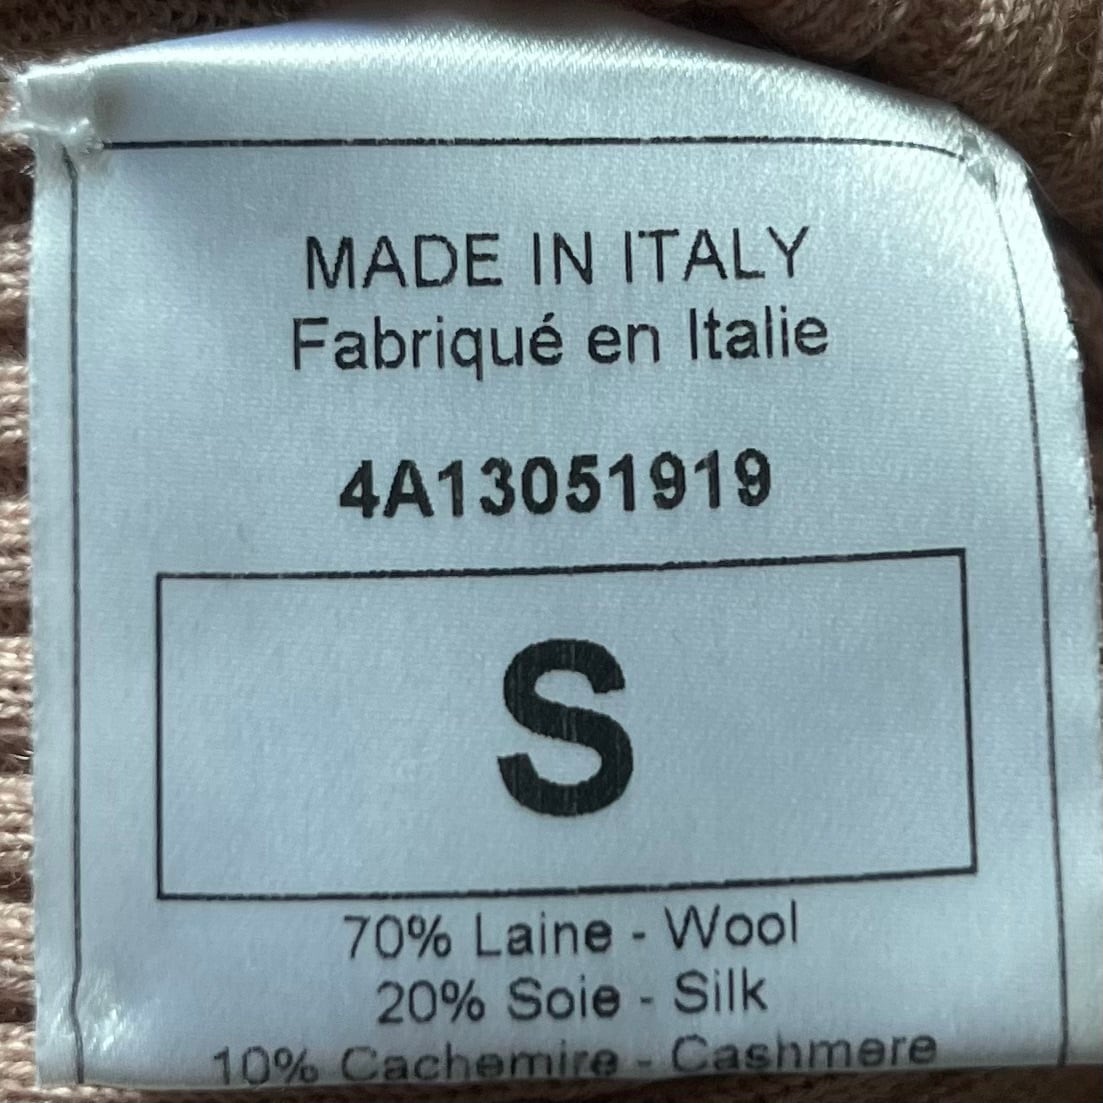 MADE IN ITALY
Fabriqué en Italie
4A13051919
S
70% Laine - Wool
20% Soie - Silk
10% Cachemire - Cashmere